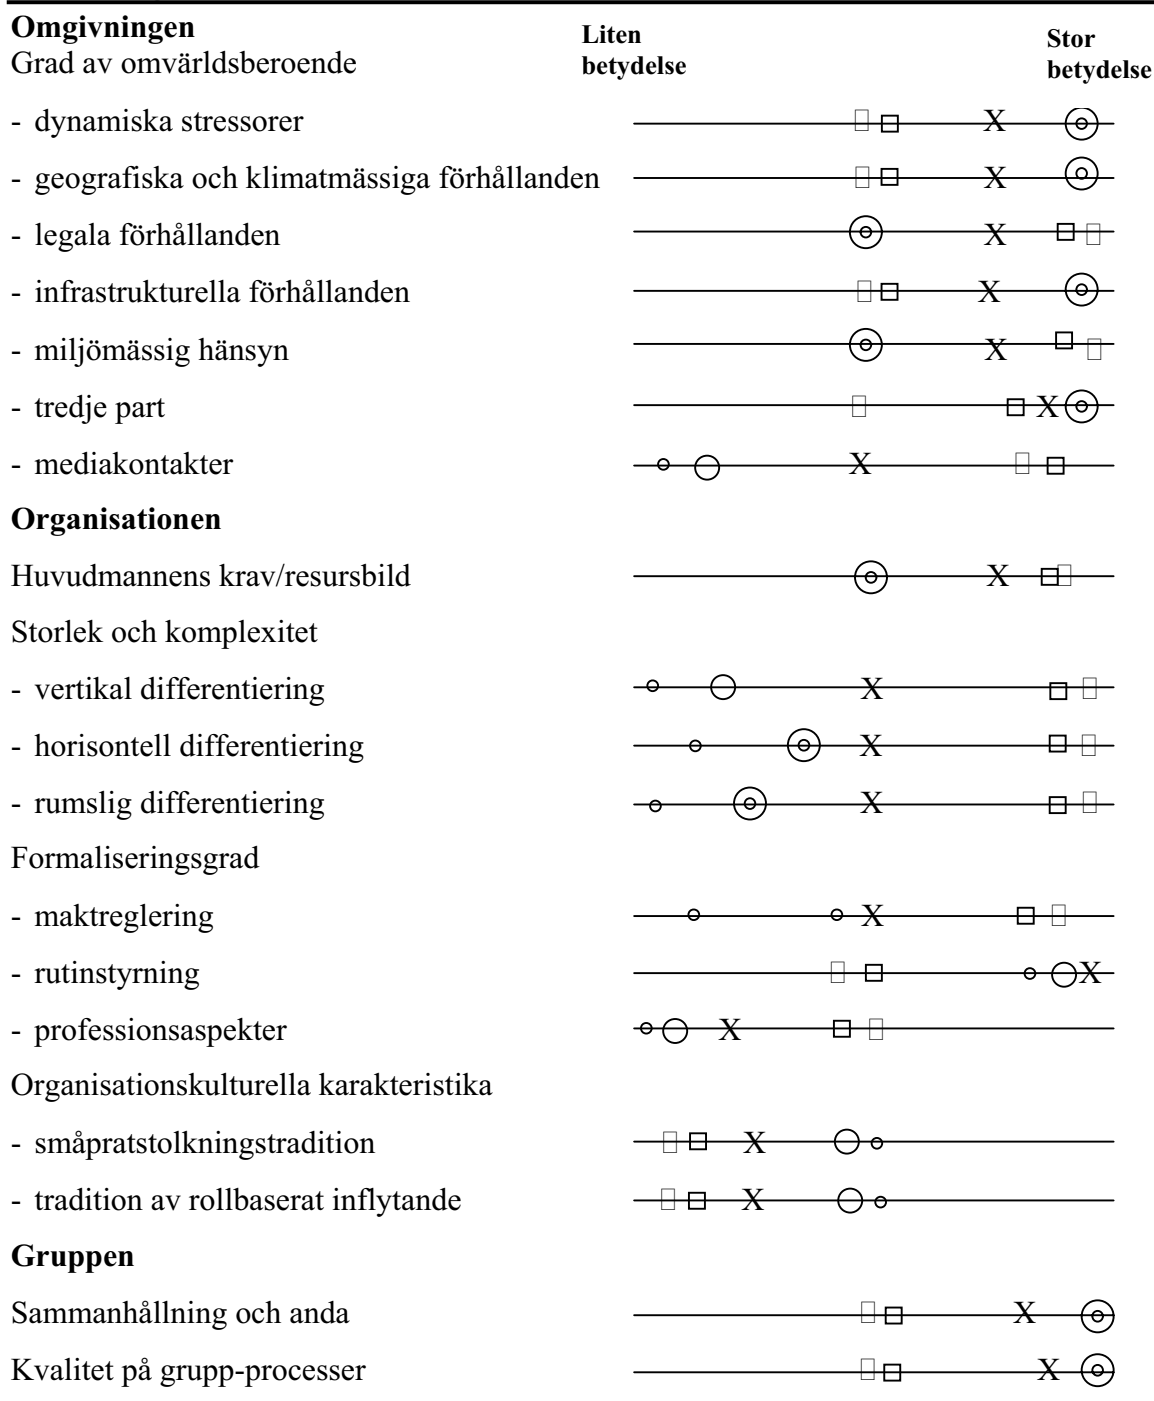 Omgivningen
Liten
betydelse
Stor
betydelse
Grad av omvärldsberoende
- dynamiska stressorer X
- geografiska och klimatmässiga förhållanden X
- legala förhållanden X
- infrastrukturella förhållanden X
- miljömässig hänsyn X
- tredje part X
- mediakontakter X
Organisationen
Huvudmannens krav/resursbild X
Storlek och komplexitet
- vertikal differentiering X
- horisontell differentiering X
- rumslig differentiering X
Formaliseringsgrad
- maktreglering X
- rutinstyrning X
- professionsaspekter X
Organisationskulturella karakteristika
- småpratstolkningstradition X
- tradition av rollbaserat inflytande X
Gruppen
Sammanhållning och anda X
Kvalitet på grupp-processer X